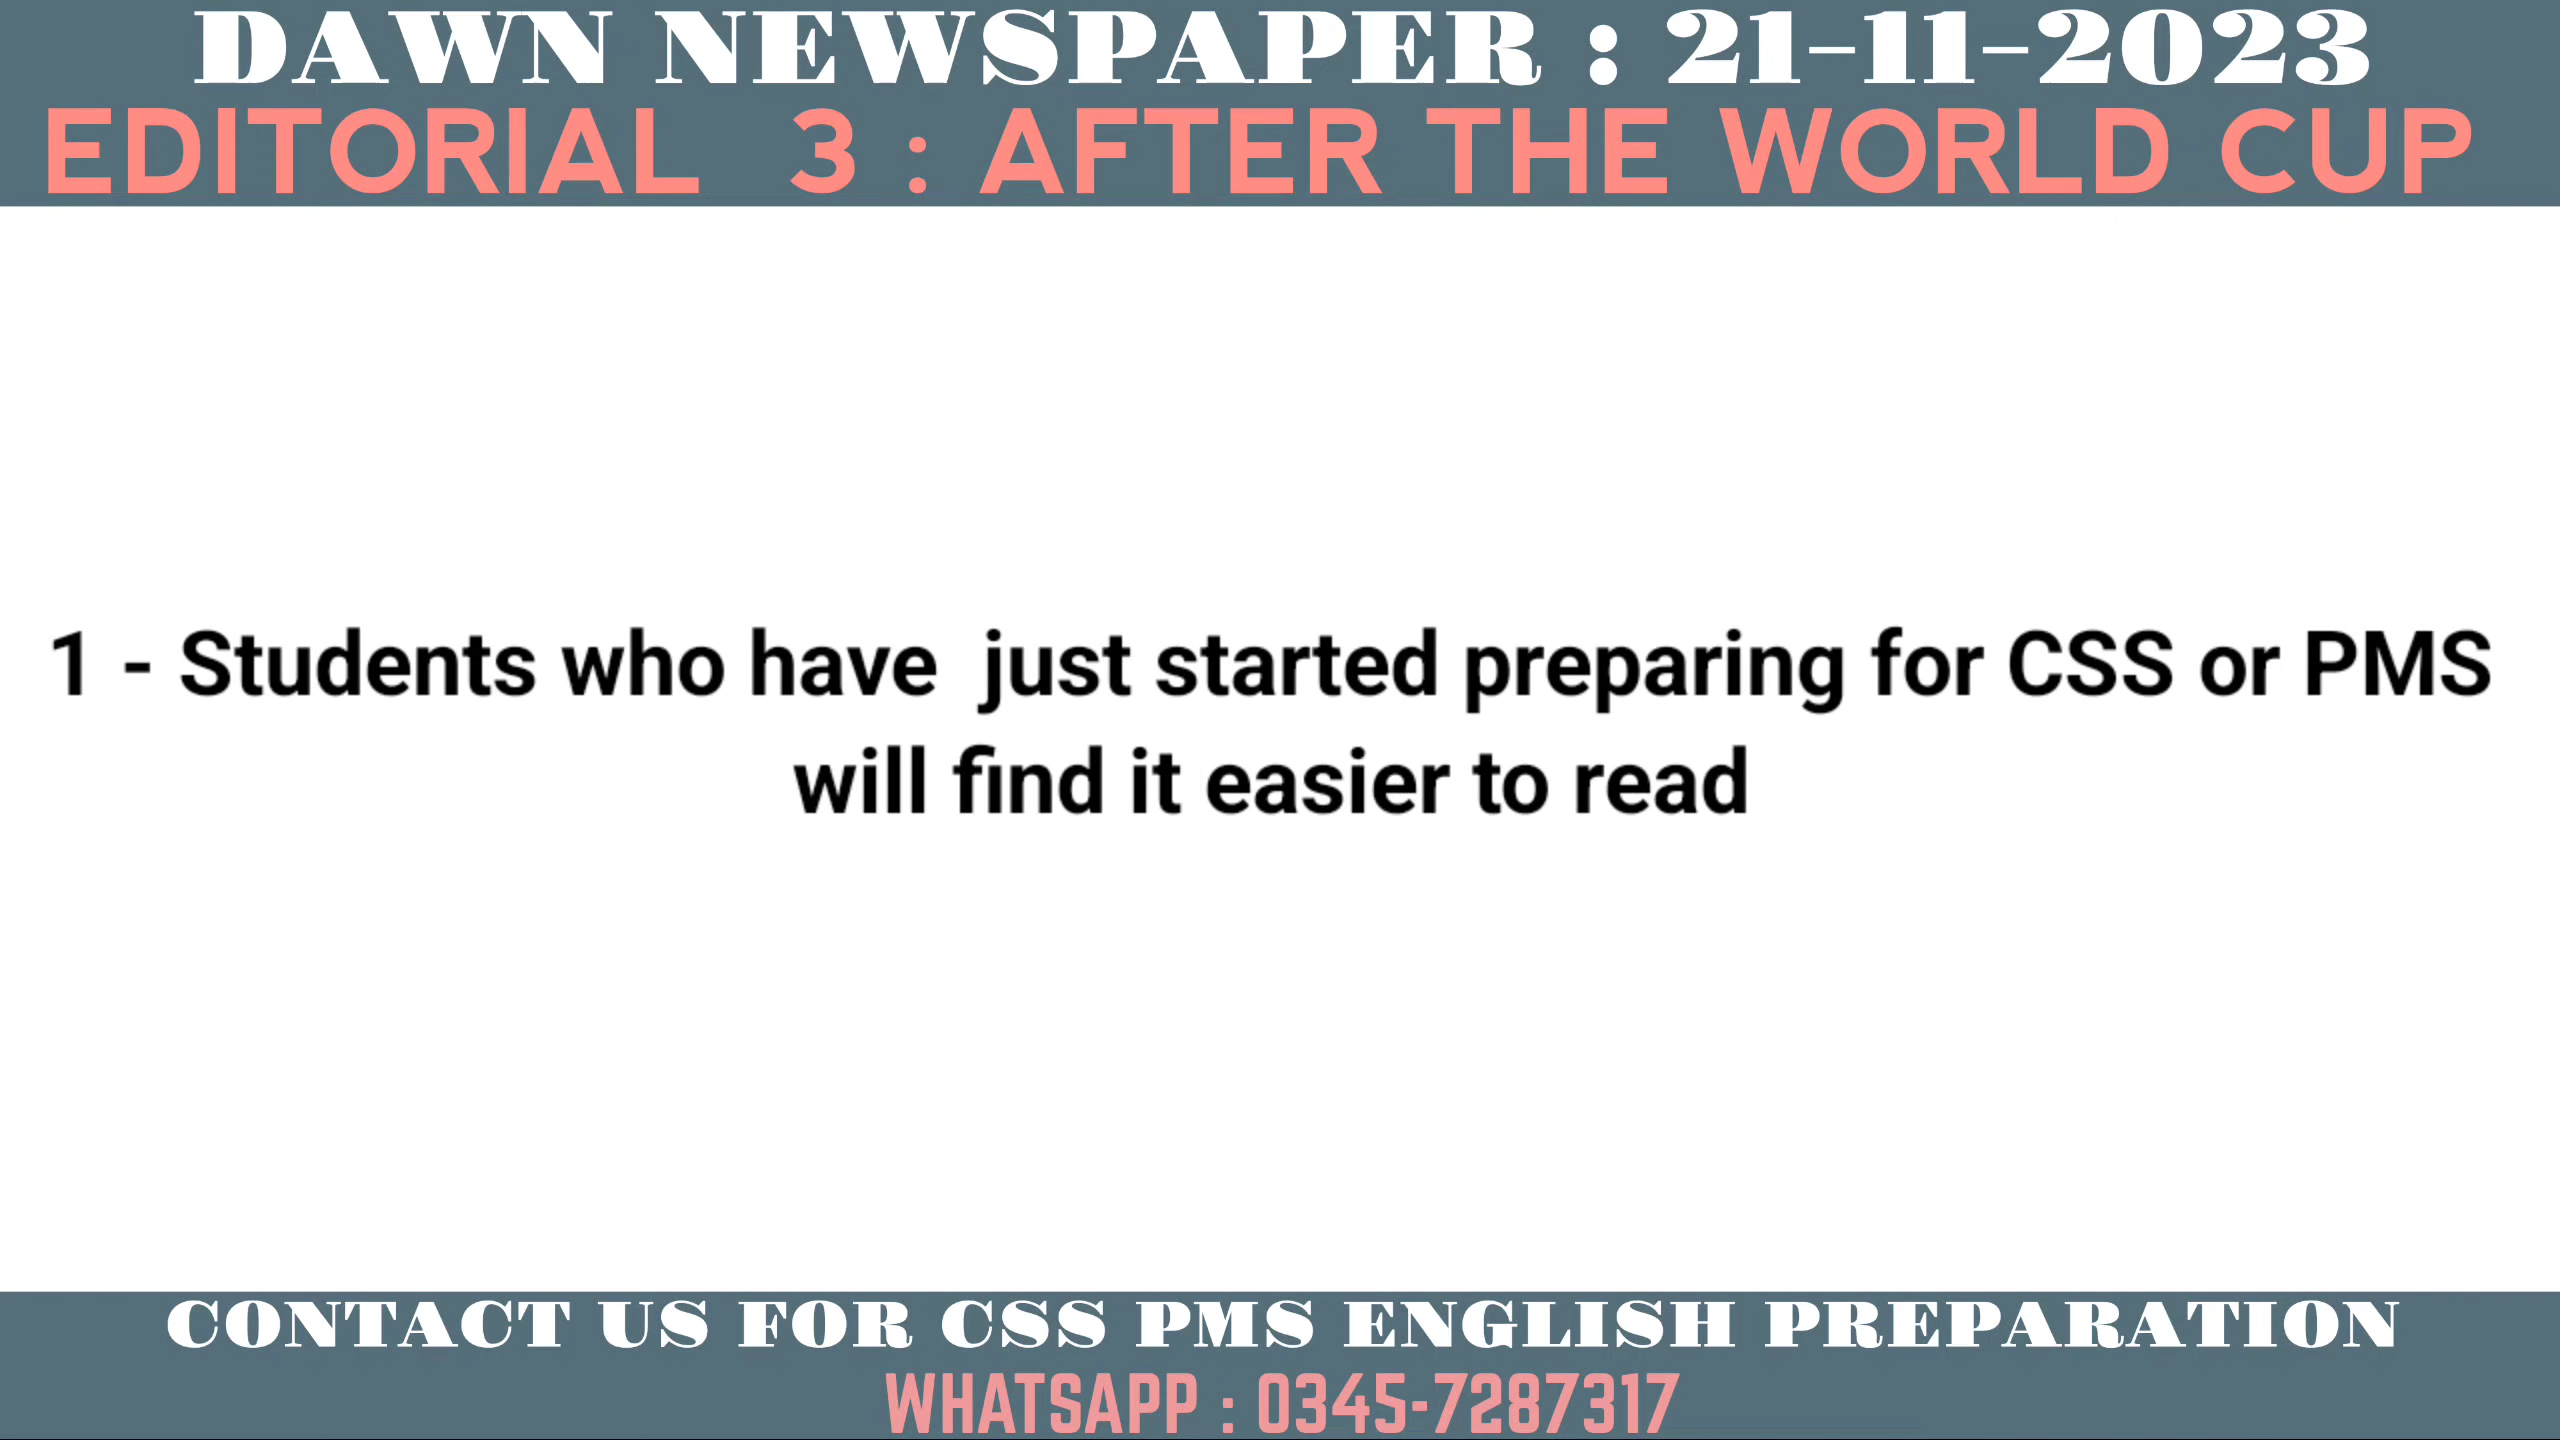 DAWN NEWSPAPER : 21-11-2023
EDITORIAL 3 : AFTER THE WORLD CUP
1 - Students who have just started preparing for CSS or PMS
will find it easier to read
CONTACT US FOR CSS PMS ENGLISH PREPARATION
WHATSAPP : 0345-7287317